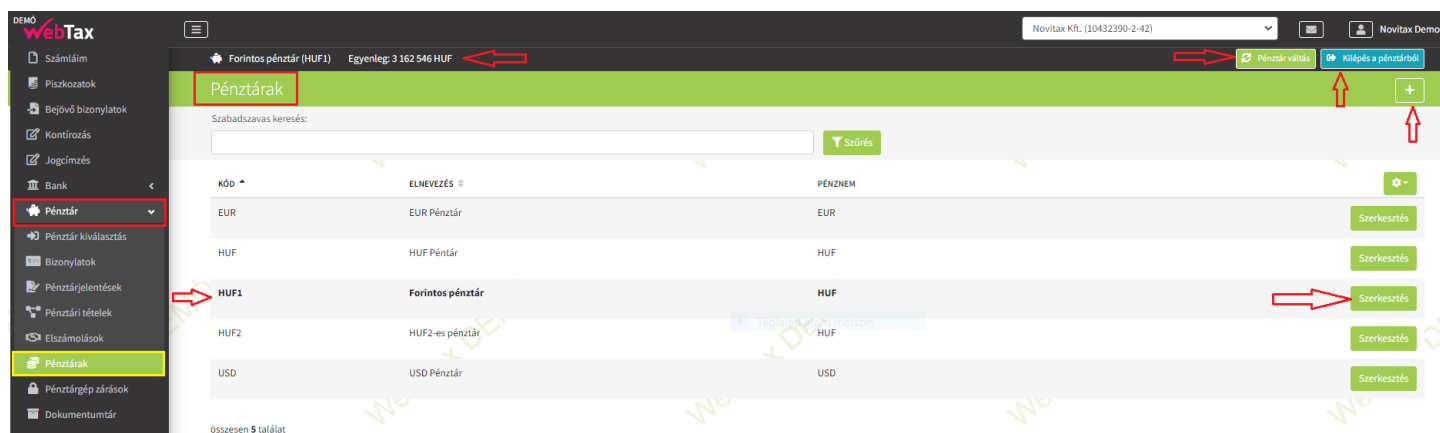 DEMÓ
WebTax
Novitax Kft. (10432390-2-42)
Novitax Demo
Számláim
Forintos pénztár (HUF1) Egyenleg: 3 162 546 HUF
Pénztár váltás
Kilépés a pénztárból
Piszkozatok
Pénztárak
+
Bejövő bizonylatok
Szabadszavas keresés:
Kontírozás
Szűrés
Jogcímzés
Bank
KÓD ELNEVEZÉS PÉNZNEM
Pénztár
EUR EUR Pénztár EUR Szerkesztés
Pénztár kiválasztás
HUF HUF Péntár HUF Szerkesztés
Bizonylatok
Pénztárjelentések
HUF1 Forintos pénztár HUF Szerkesztés
Pénztári tételek
Elszámolások
HUF2 HUF2-es pénztár HUF Szerkesztés
Pénztárak
USD USD Pénztár USD Szerkesztés
Pénztárgép zárások
Dokumentumtár
összesen 5 találat